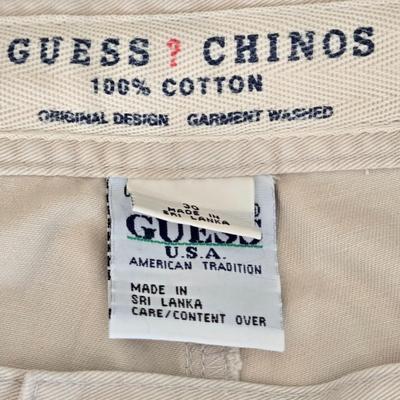 GUESS ? CHINOS
100% COTTON
ORIGINAL DESIGN GARMENT WASHED
30
MADE IN
SRI LANKA
GUESS
U.S.A.
AMERICAN TRADITION
MADE IN
SRI LANKA
CARE/CONTENT OVER